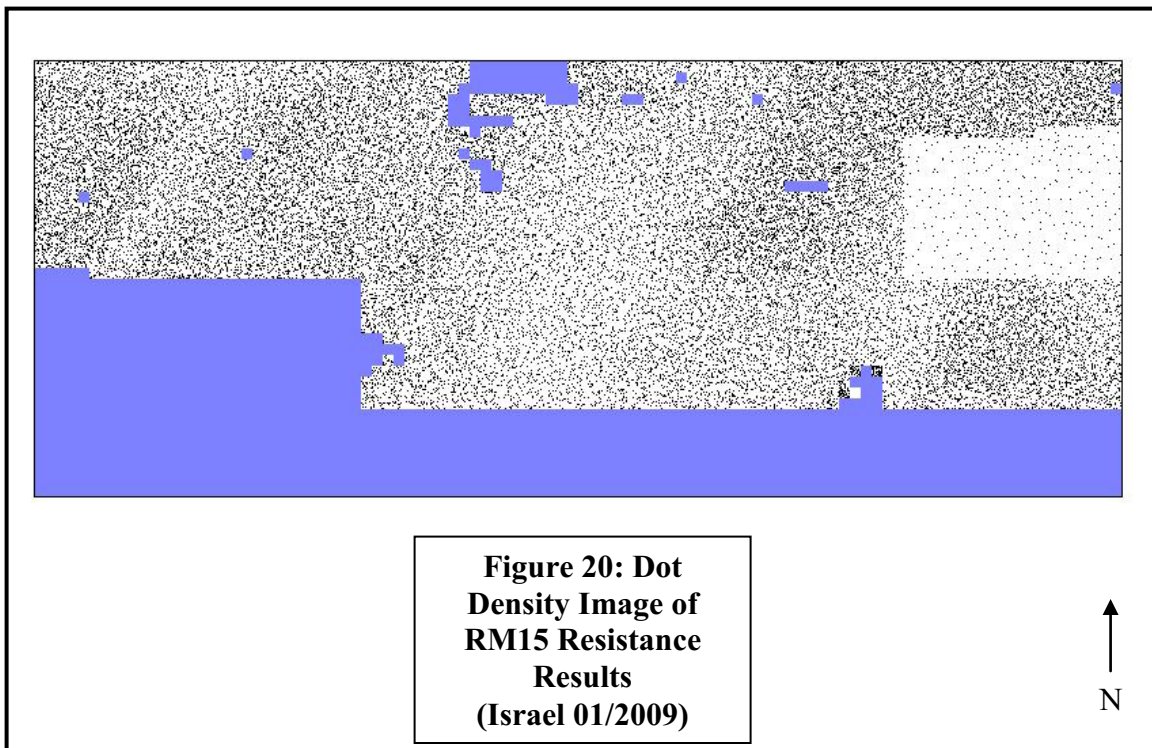 Figure 20: Dot
Density Image of
RM15 Resistance
Results
(Israel 01/2009)
N